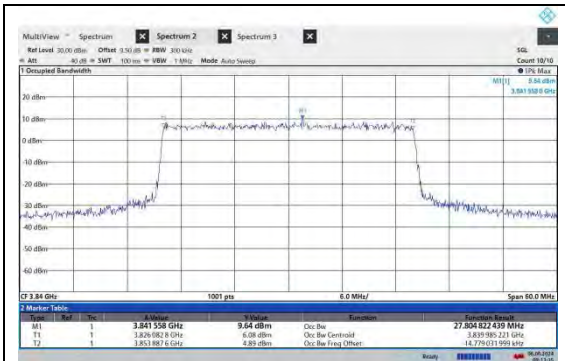 MultiView Spectrum Spectrum 2 Spectrum 3
Ref Level 30.00 dBm Offset 3.50 dB RBW 300 kHz SGL
Att 40 dB SWT 100 ms VBW 1 MHz Mode Auto Sweep Count 10/10
1 Occupied Bandwidth 1Pk Max
M1[1] 9.64 dBm
3.841 558 0 GHz
20 dBm
M1
10 dBm
0 dBm
-10 dBm
-20 dBm
-30 dBm
-40 dBm
-50 dBm
-60 dBm
CF 3.84 GHz 1001 pts 6.0 MHz/ Span 60.0 MHz
2 Marker Table
Type Ref Trc X-Value Y-Value Function Function Result
M1 1 3.841 558 GHz 9.64 dBm Occ Bw 27.804 822 439 MHz
T1 1 3.826 082 8 GHz 6.08 dBm Occ Bw Centroid 3.839 985 221 GHz
T2 1 3.853 887 6 GHz 4.89 dBm Occ Bw Freq Offset -14.779 031 999 kHz
Ready